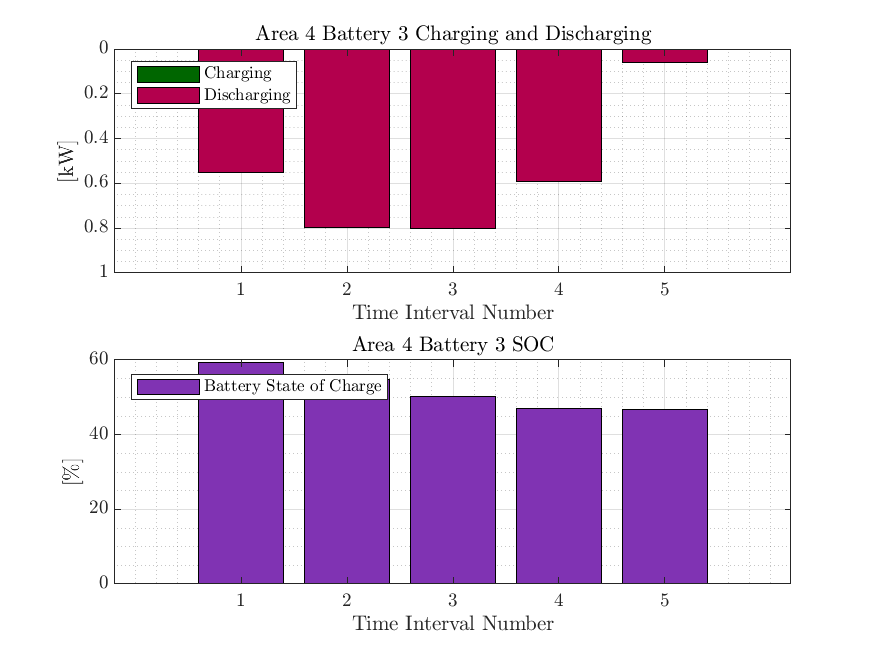 Area 4 Battery 3 Charging and Discharging
0
0.2
0.4
0.6
0.8
1
[kW]
Charging
Discharging
1 2 3 4 5
Time Interval Number
Area 4 Battery 3 SOC
60
40
20
0
[%]
Battery State of Charge
1 2 3 4 5
Time Interval Number